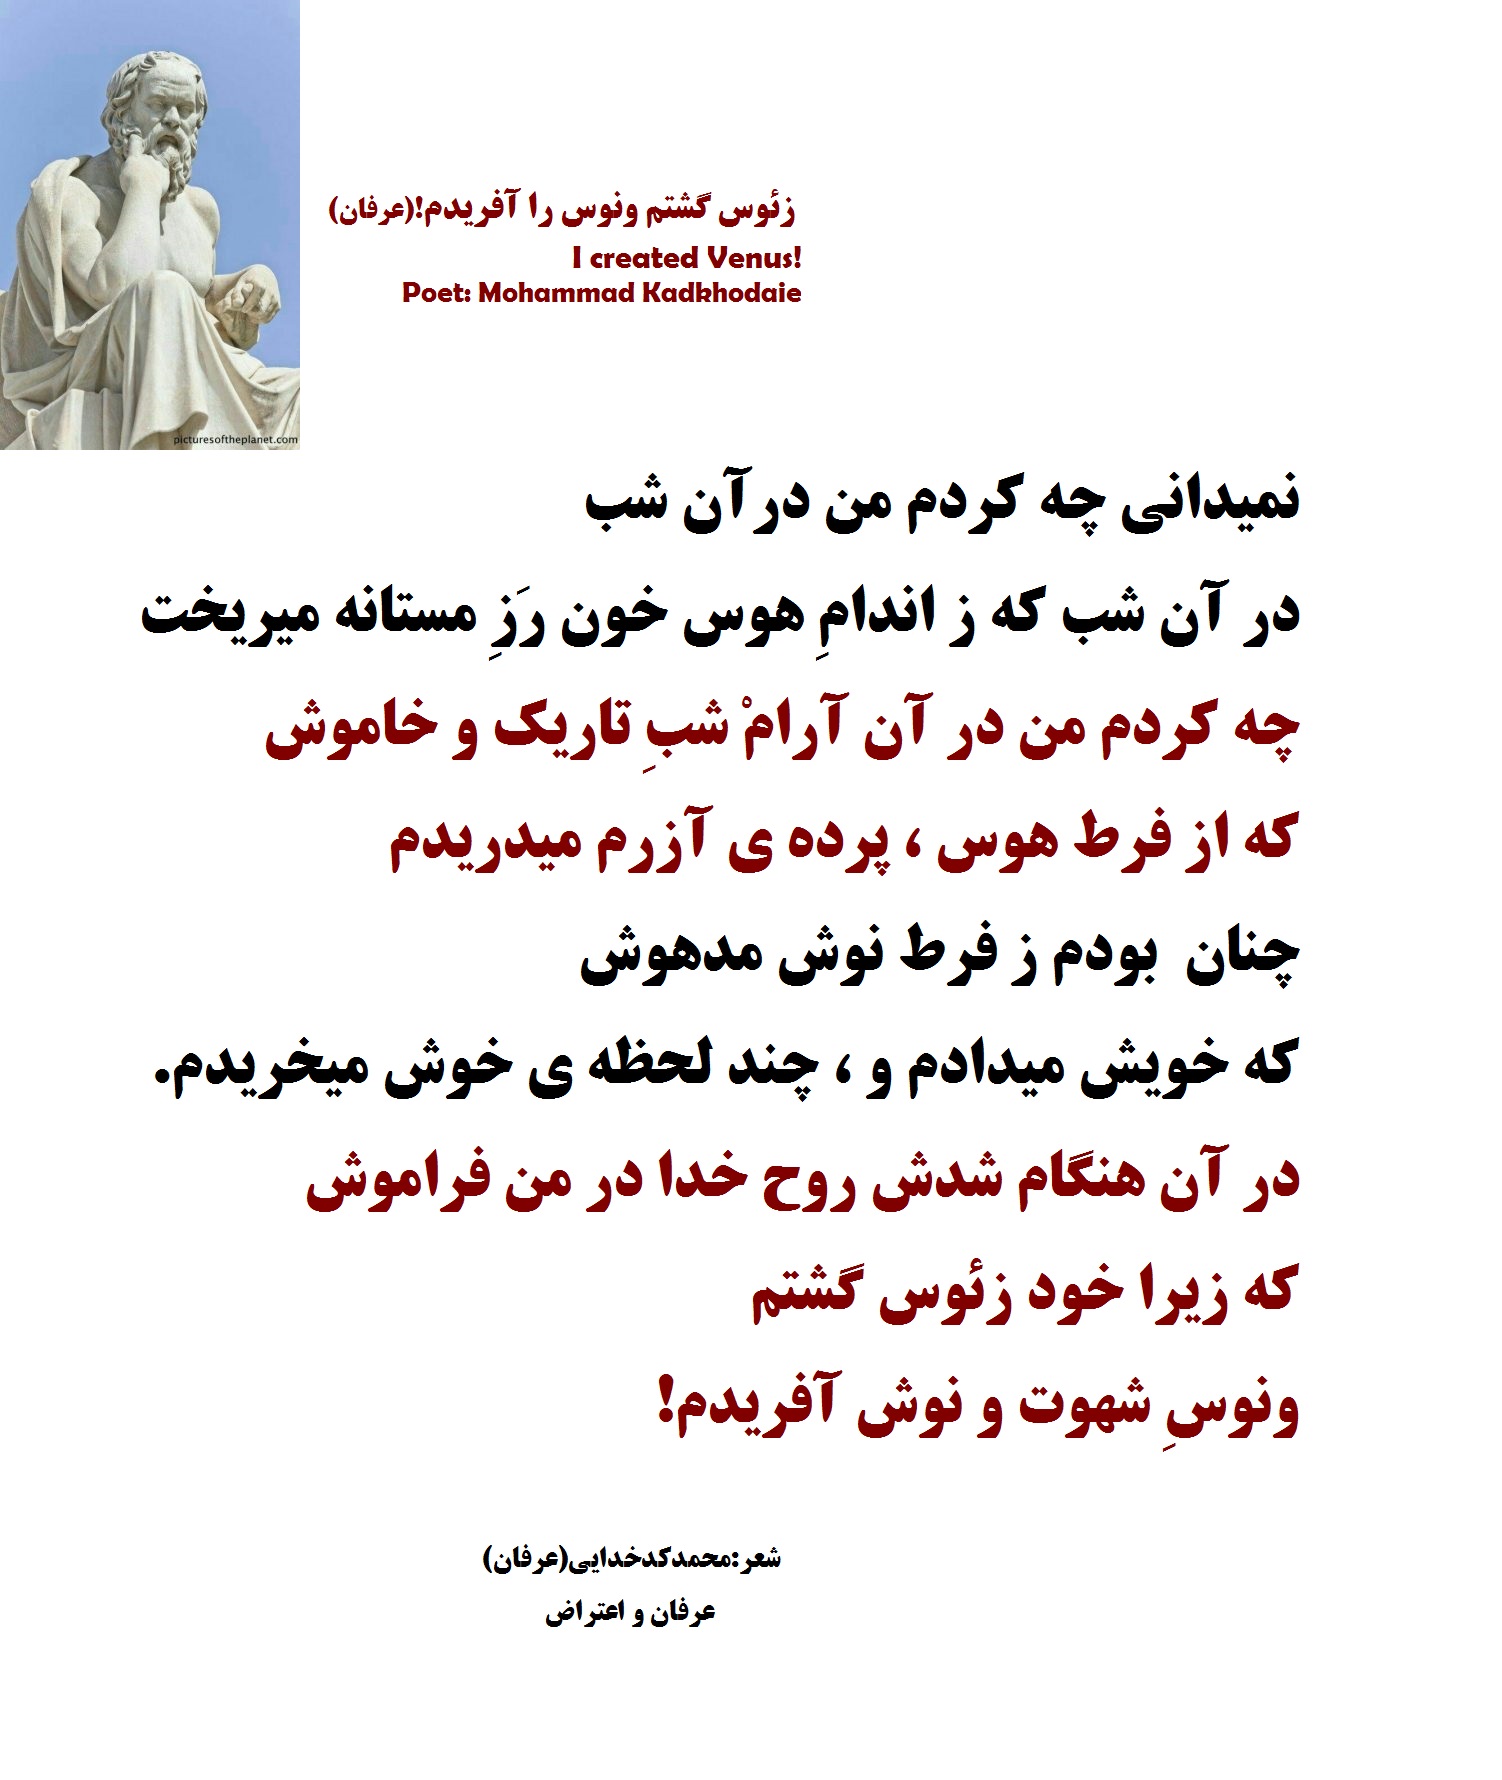 زئوس گشتم ونوس را آفریدم!(عرفان)
I created Venus!
Poet: Mohammad Kadkhodaie
picturesoftheplanet.com
نمیدانی چه کردم من درآن شب
در آن شب که ز اندامِ هوس خون رَزِ مستانه میریخت
چه کردم من در آن آرامْ شبِ تاریک و خاموش
که از فرط هوس ، پرده ی آزرم میدریدم
چنان بودم ز فرط نوش مدهوش
که خویش میدادم و ، چند لحظه ی خوش میخریدم.
در آن هنگام شدش روح خدا در من فراموش
که زیرا خود زئوس گشتم
ونوسِ شهوت و نوش آفریدم!
شعر:محمدکدخدایی(عرفان)
عرفان و اعتراض